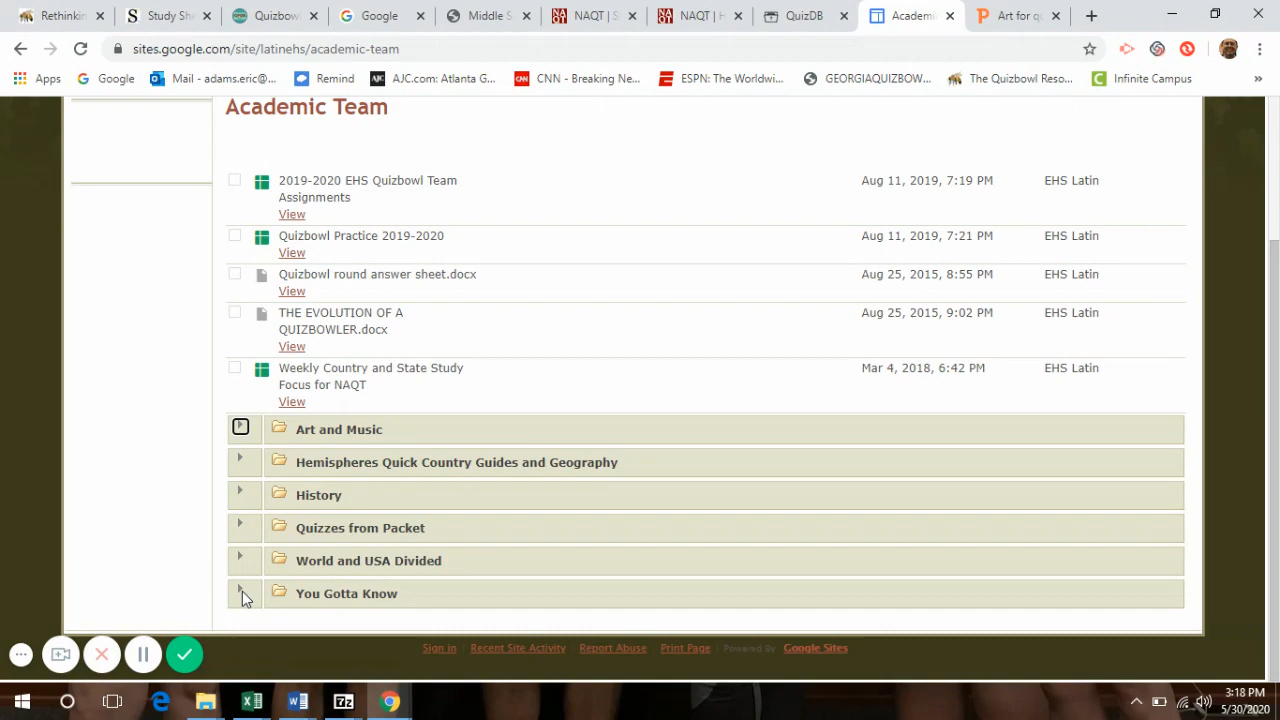 Rethinkin
Study She
Quizbowl
Google
Middle S
NAQT | S
NAQT | H
QuizDB
Academi
Art for qu
sites.google.com/site/latinehs/academic-team
Apps
Google
Mail - adams.eric@...
Remind
AJC.com: Atlanta G...
CNN - Breaking Ne...
ESPN: The Worldwi...
GEORGIAQUIZBOW...
The Quizbowl Reso...
Infinite Campus
Academic Team
2019-2020 EHS Quizbowl Team Aug 11, 2019, 7:19 PM EHS Latin
Assignments
View
Quizbowl Practice 2019-2020 Aug 11, 2019, 7:21 PM EHS Latin
View
Quizbowl round answer sheet.docx Aug 25, 2015, 8:55 PM EHS Latin
View
THE EVOLUTION OF A Aug 25, 2015, 9:02 PM EHS Latin
QUIZBOWLER.docx
View
Weekly Country and State Study Mar 4, 2018, 6:42 PM EHS Latin
Focus for NAQT
View
Art and Music
Hemispheres Quick Country Guides and Geography
History
Quizzes from Packet
World and USA Divided
You Gotta Know
Sign in | Recent Site Activity | Report Abuse | Print Page | Powered By Google Sites
3:18 PM
5/30/2020